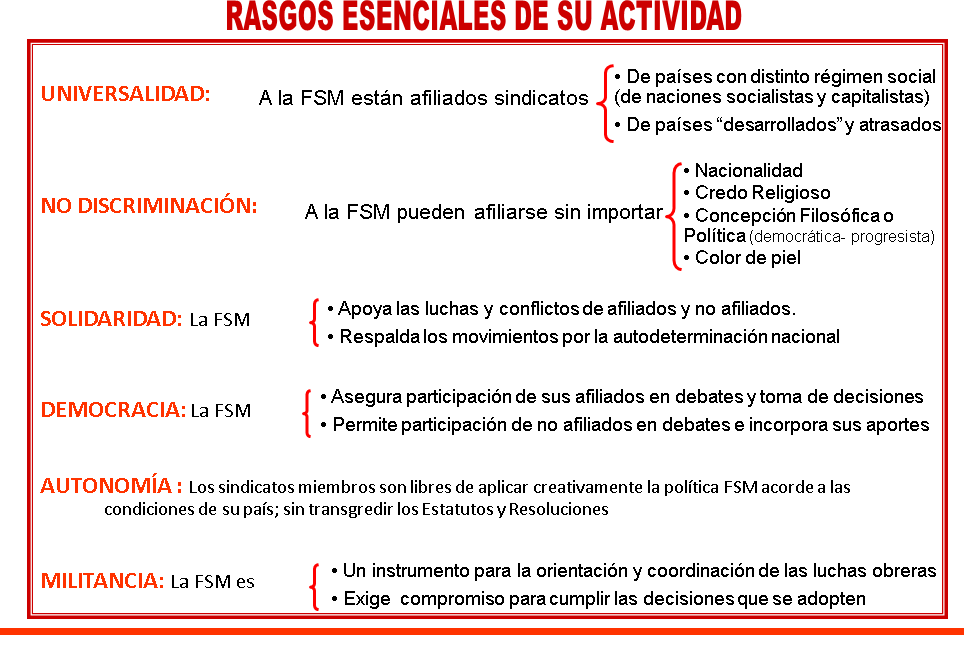 RASGOS ESENCIALES DE SU ACTIVIDAD
UNIVERSALIDAD: A la FSM están afiliados sindicatos
• De países con distinto régimen social
(de naciones socialistas y capitalistas)
• De países “desarrollados” y atrasados
NO DISCRIMINACIÓN: A la FSM pueden afiliarse sin importar
• Nacionalidad
• Credo Religioso
• Concepción Filosófica o
Política (democrática- progresista)
• Color de piel
SOLIDARIDAD: La FSM
• Apoya las luchas y conflictos de afiliados y no afiliados.
• Respalda los movimientos por la autodeterminación nacional
DEMOCRACIA: La FSM
• Asegura participación de sus afiliados en debates y toma de decisiones
• Permite participación de no afiliados en debates e incorpora sus aportes
AUTONOMÍA : Los sindicatos miembros son libres de aplicar creativamente la política FSM acorde a las
condiciones de su país; sin transgredir los Estatutos y Resoluciones
MILITANCIA: La FSM es
• Un instrumento para la orientación y coordinación de las luchas obreras
• Exige compromiso para cumplir las decisiones que se adopten